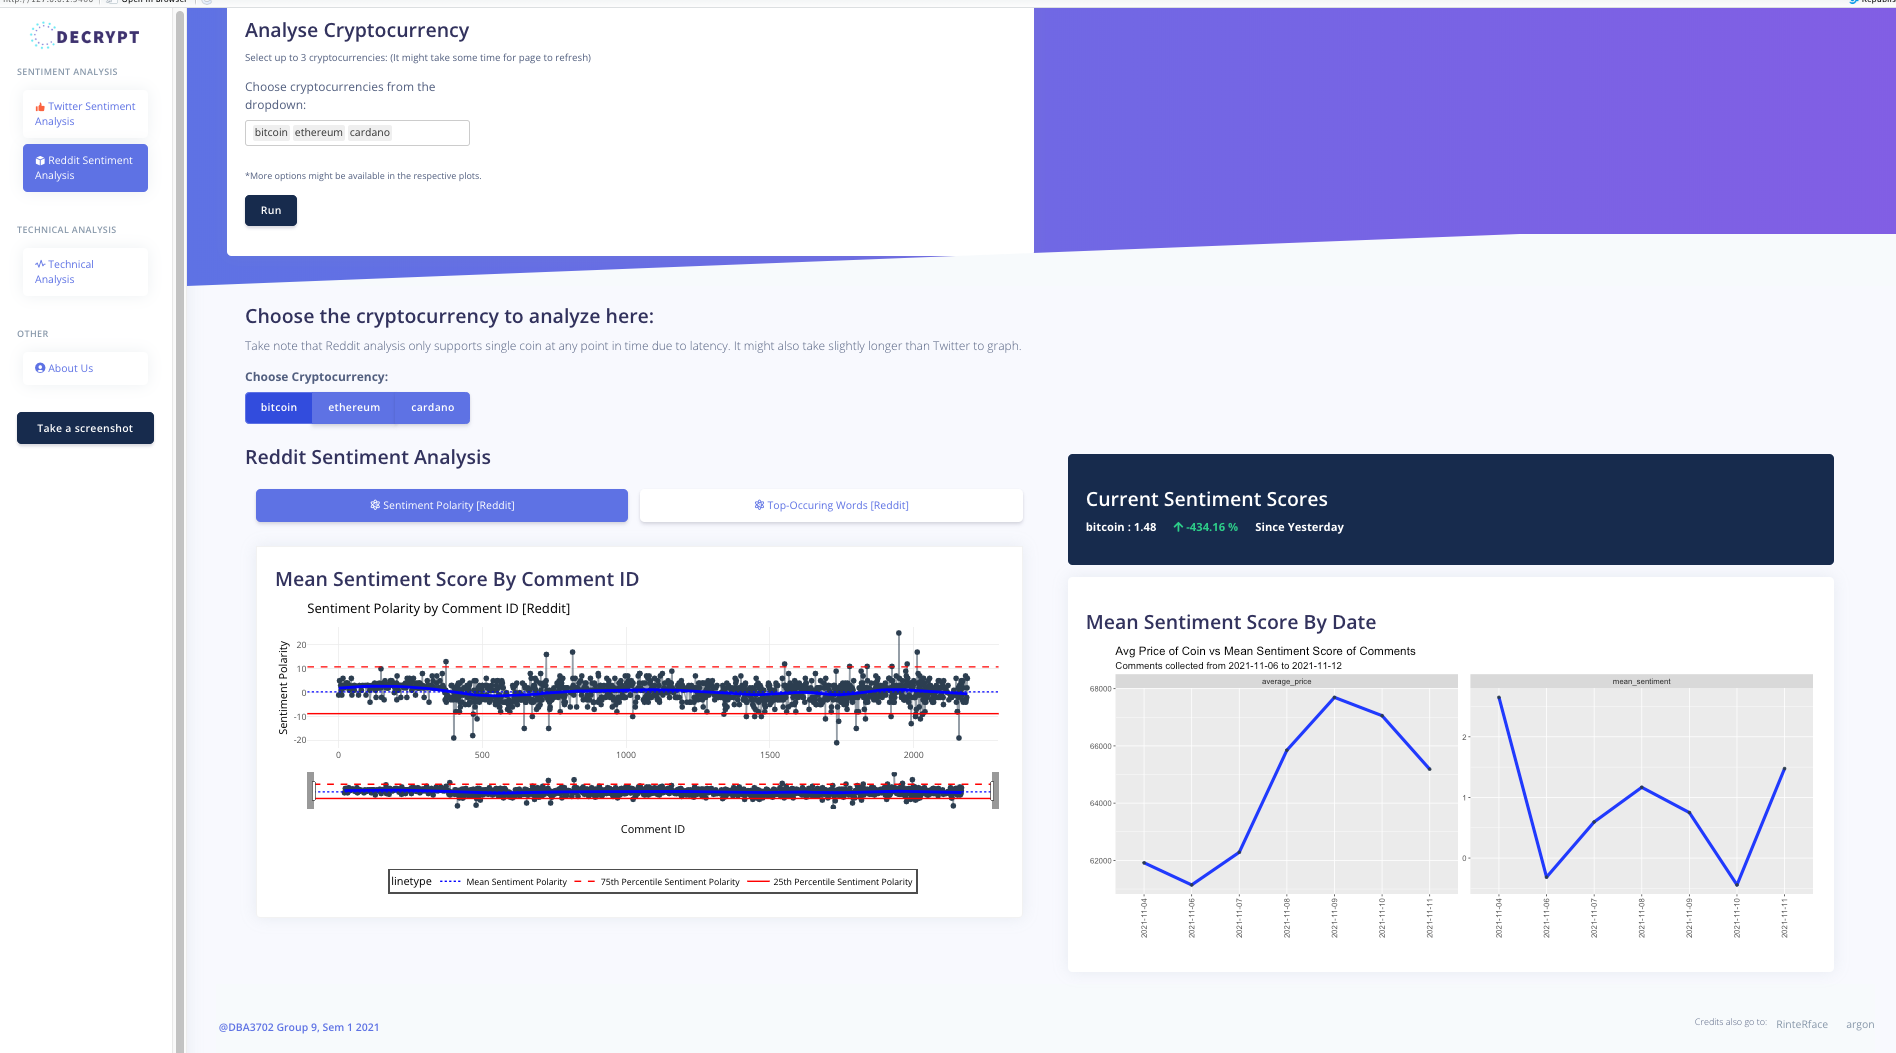 Open in Browser
DECRYPT
SENTIMENT ANALYSIS
Twitter Sentiment
Analysis
Reddit Sentiment
Analysis
TECHNICAL ANALYSIS
Technical
Analysis
OTHER
About Us
Take a screenshot
Analyse Cryptocurrency
Select up to 3 cryptocurrencies: (It might take some time for page to refresh)
Choose cryptocurrencies from the
dropdown:
bitcoin ethereum cardano
*More options might be available in the respective plots.
Run
Choose the cryptocurrency to analyze here:
Take note that Reddit analysis only supports single coin at any point in time due to latency. It might also take slightly longer than Twitter to graph.
Choose Cryptocurrency:
bitcoin ethereum cardano
Reddit Sentiment Analysis
Sentiment Polarity [Reddit] Top-Occuring Words [Reddit]
Mean Sentiment Score By Comment ID
Sentiment Polarity by Comment ID [Reddit]
Sentiment Polarity
20
10
0
-10
-20
0 500 1000 1500 2000
Comment ID
linetype Mean Sentiment Polarity 75th Percentile Sentiment Polarity 25th Percentile Sentiment Polarity
Current Sentiment Scores
bitcoin : 1.48 -434.16 % Since Yesterday
Mean Sentiment Score By Date
Avg Price of Coin vs Mean Sentiment Score of Comments
Comments collected from 2021-11-06 to 2021-11-12
average_price mean_sentiment
68000
66000
64000
62000
2
1
0
2021-11-04 2021-11-06 2021-11-07 2021-11-08 2021-11-09 2021-11-10 2021-11-11
2021-11-04 2021-11-06 2021-11-07 2021-11-08 2021-11-09 2021-11-10 2021-11-11
@DBA3702 Group 9, Sem 1 2021
Credits also go to: RinteRface argon